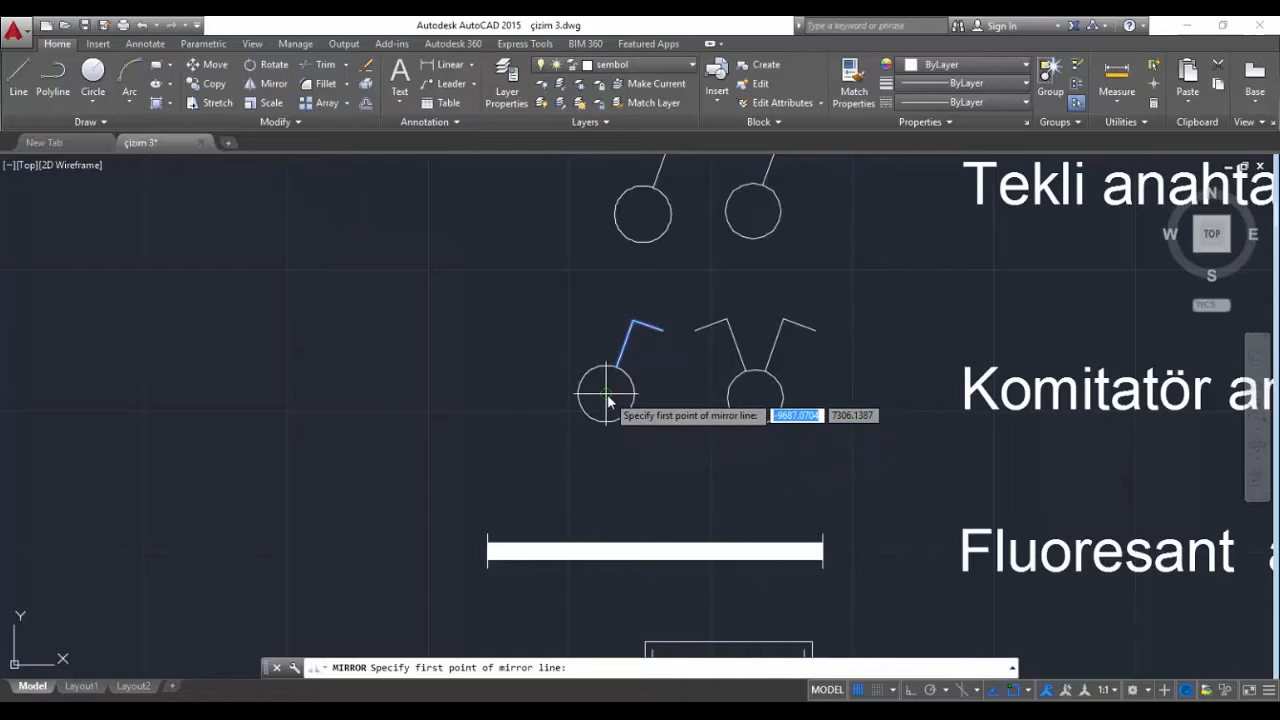 Autodesk AutoCAD 2015 çizim 3.dwg
Type a keyword or phrase
Sign In
Home Insert Annotate Parametric View Manage Output Add-ins Autodesk 360 Express Tools BIM 360 Featured Apps
Line Polyline Circle Arc
Move Rotate Trim
Copy Mirror Fillet
Stretch Scale Array
Text
Linear
Leader
Table
Layer Properties
sembol
Make Current
Match Layer
Insert
Create
Edit
Edit Attributes
Match Properties
ByLayer
ByLayer
ByLayer
Group
Measure
Paste
Base
Draw Modify Annotation Layers Block Properties Groups Utilities Clipboard View
New Tab çizim 3*
[−][Top][2D Wireframe]
Tekli anahta
N
W TOP E
S
WCS
Komitatör ar
Specify first point of mirror line: -9687.0704 7306.1387
Fluoresant a
Y
X
MIRROR Specify first point of mirror line:
Model Layout1 Layout2
MODEL 1:1